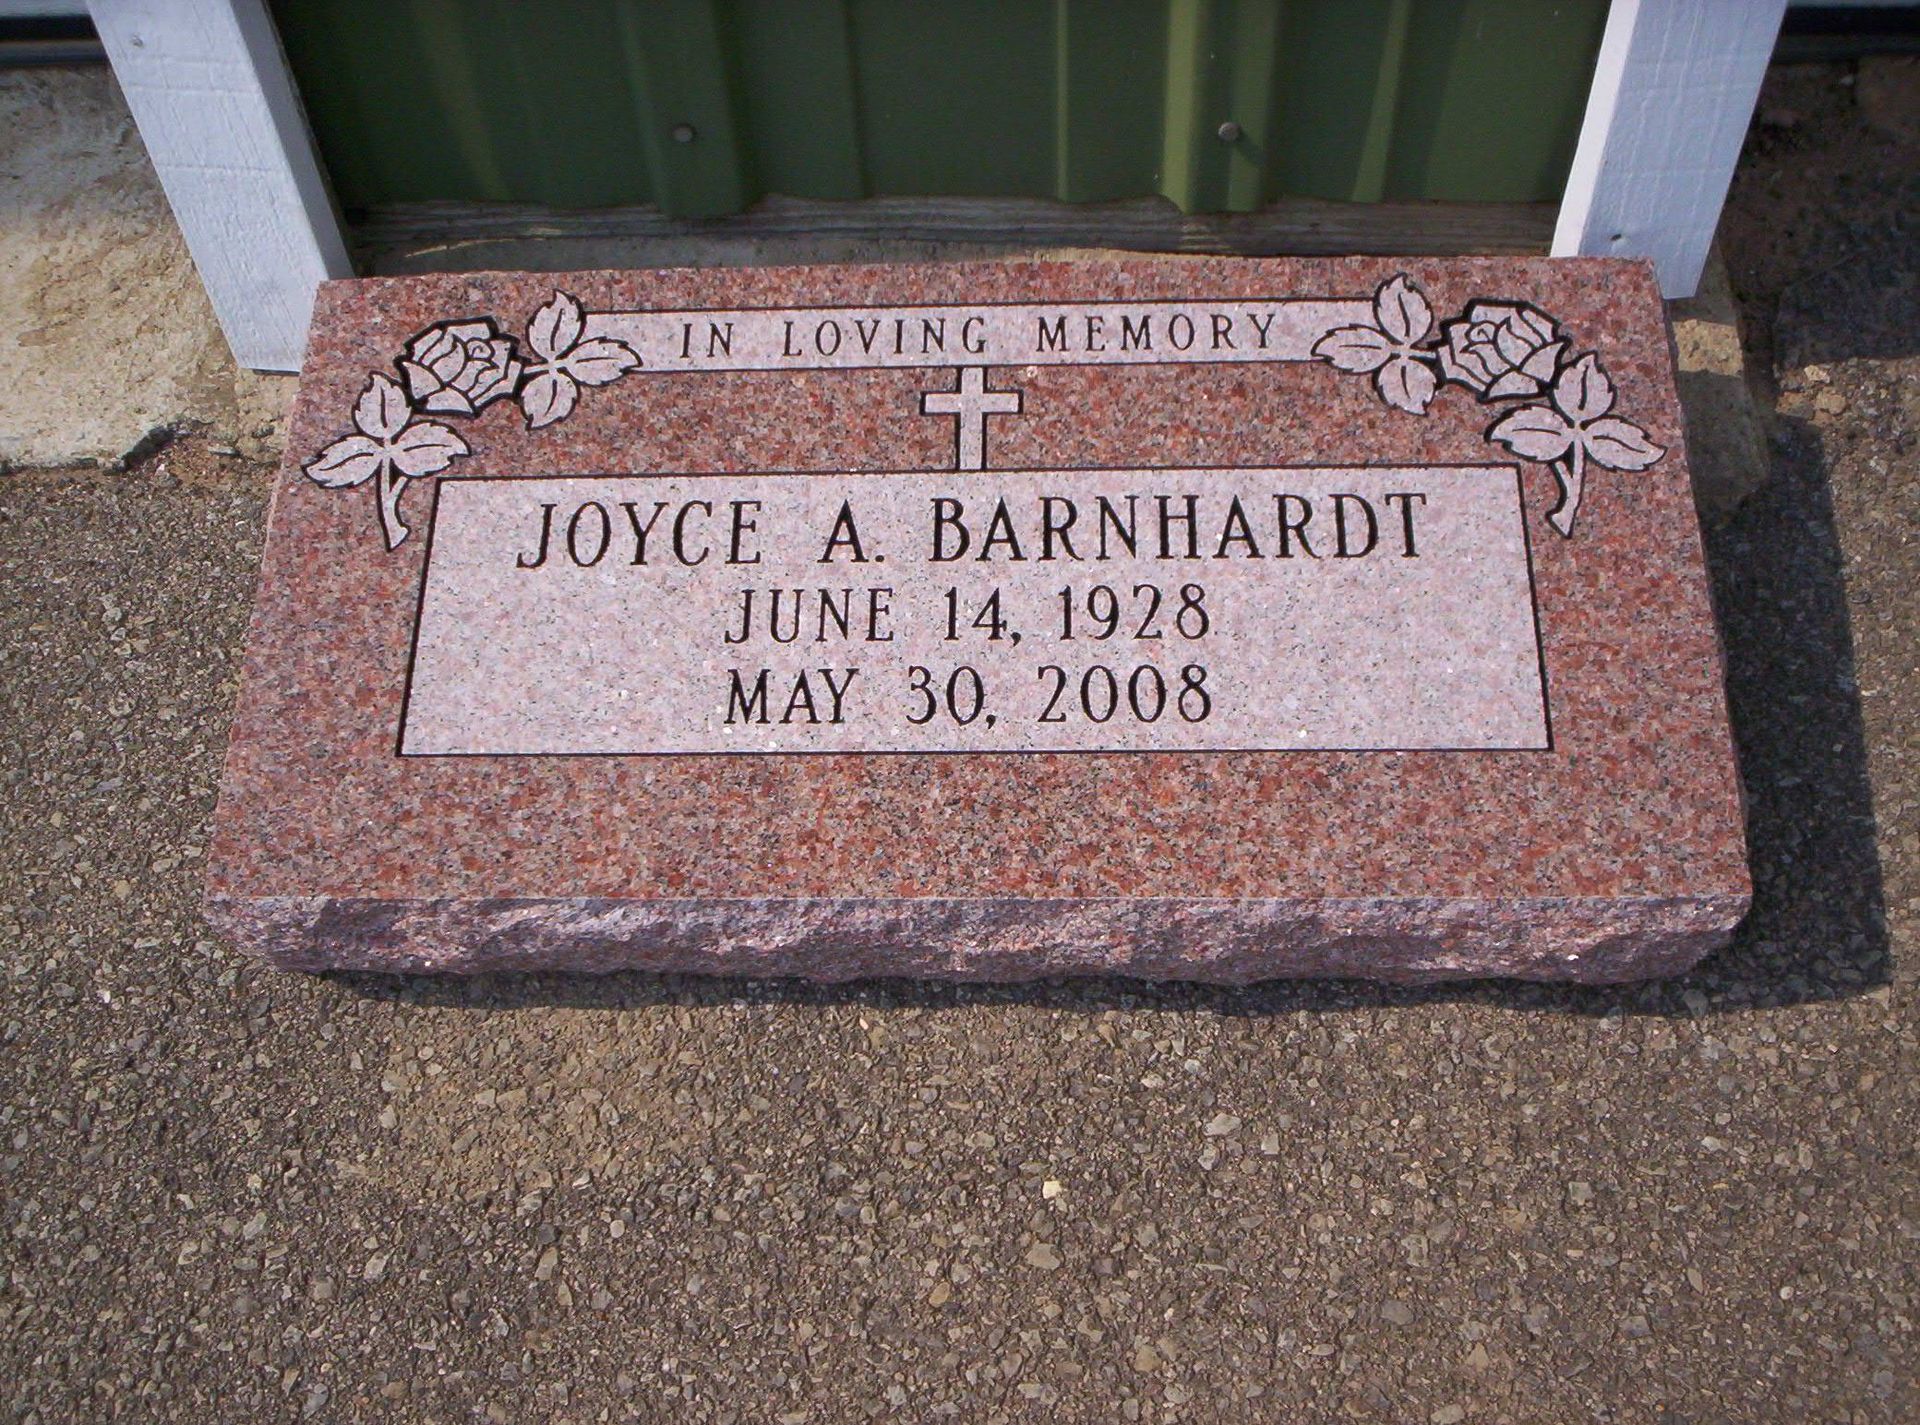 IN LOVING MEMORY
JOYCE A. BARNHARDT
JUNE 14, 1928
MAY 30, 2008